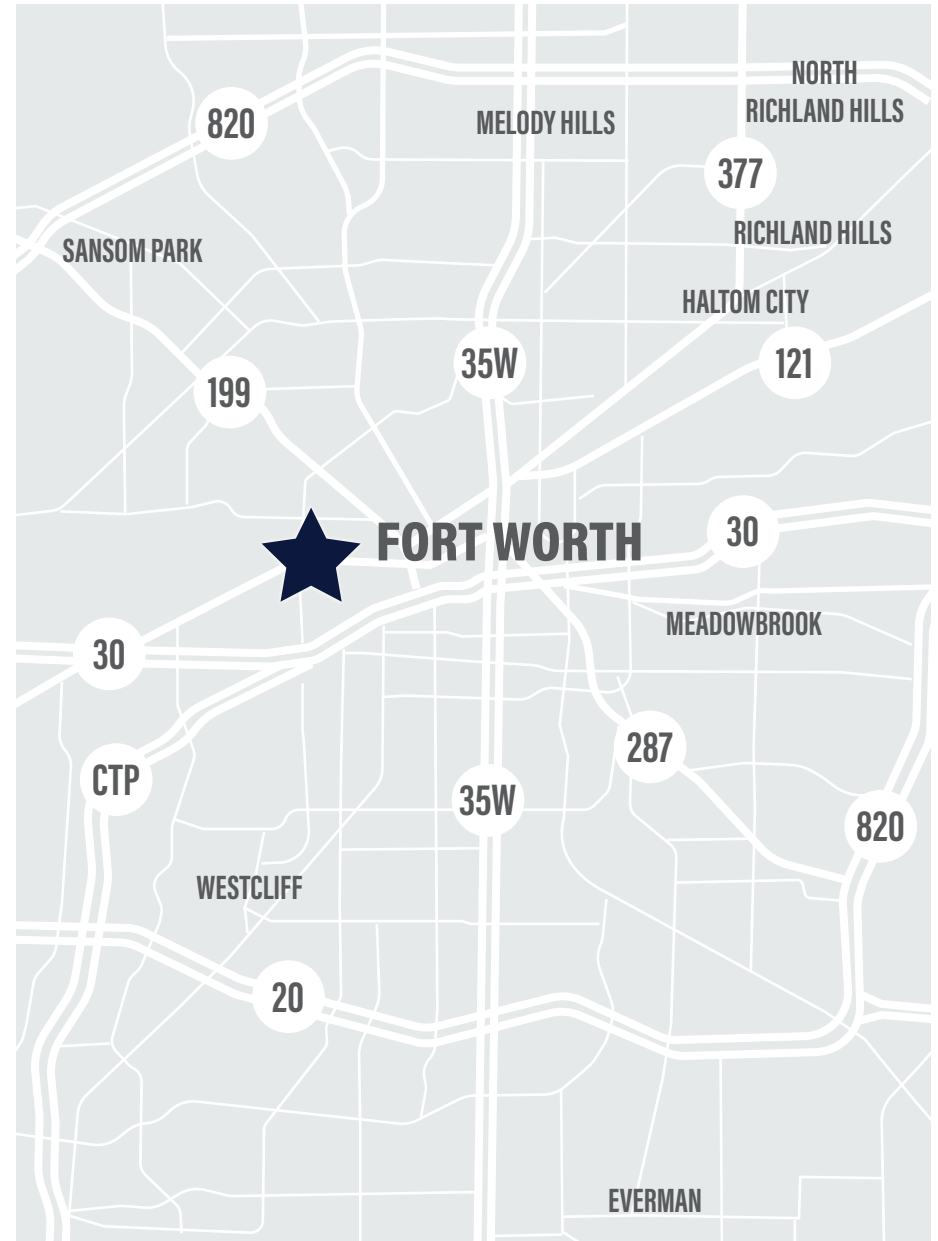 NORTH
RICHLAND HILLS
820
MELODY HILLS
377
RICHLAND HILLS
SANSOM PARK
HALTOM CITY
35W
121
199
FORT WORTH
30
MEADOWBROOK
30
287
CTP
35W
820
WESTCLIFF
20
EVERMAN